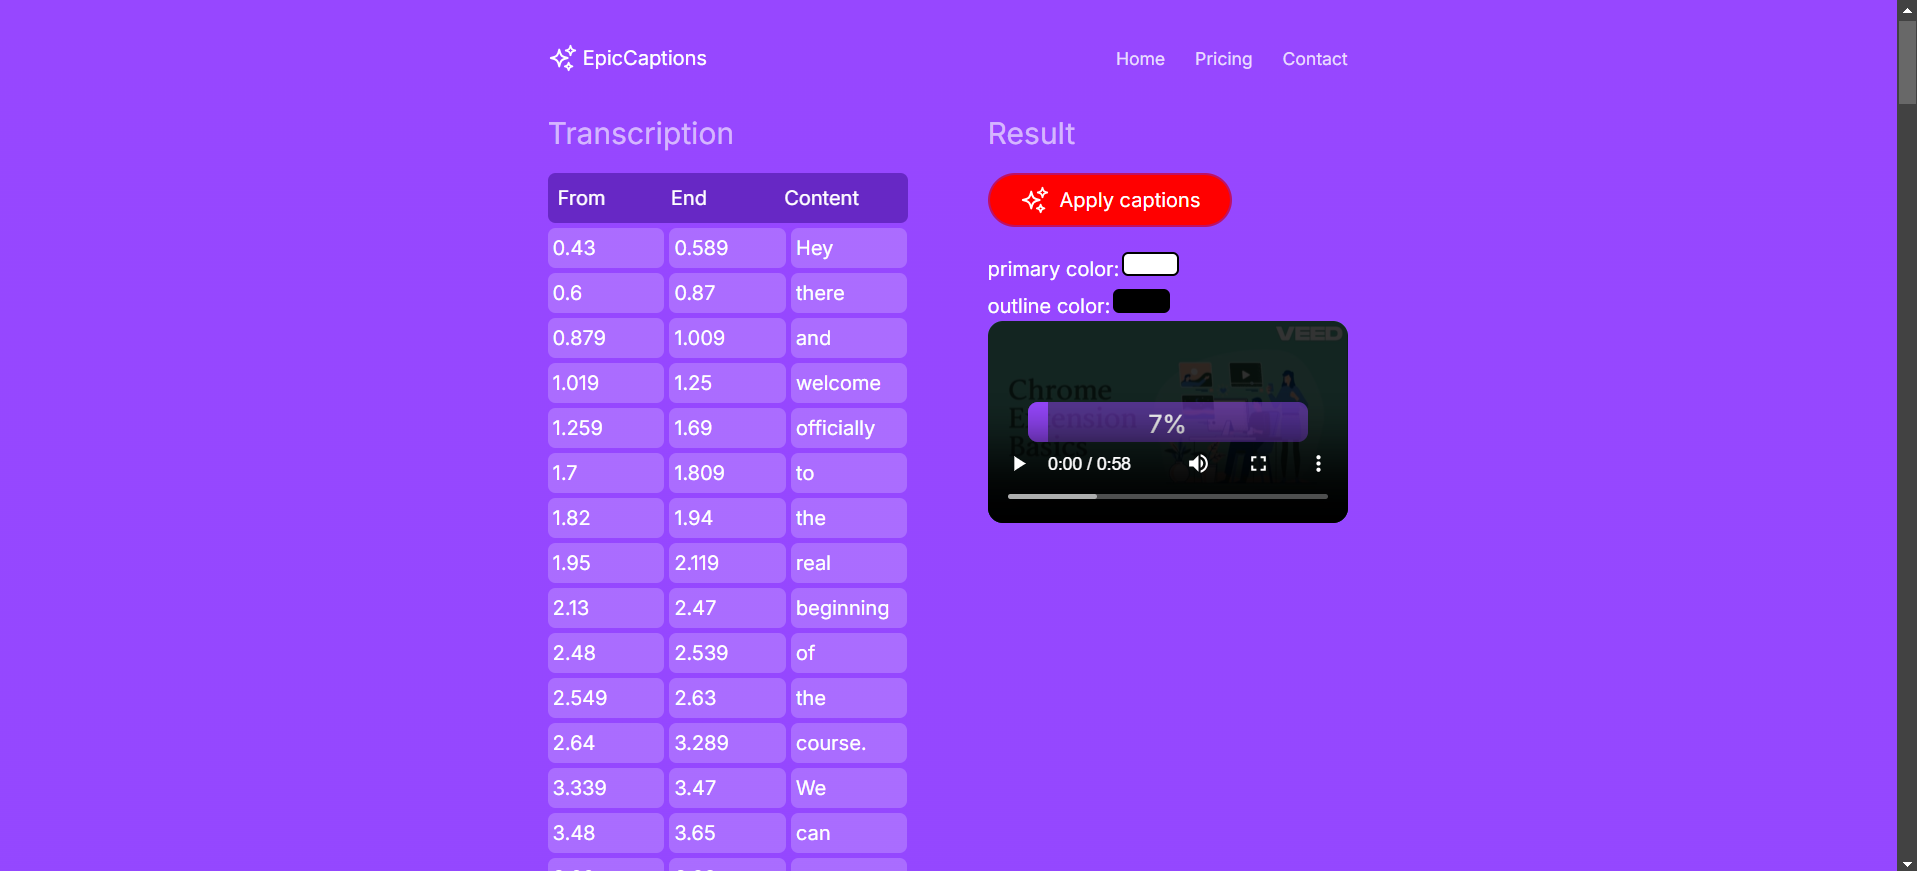 EpicCaptions
Home Pricing Contact
Transcription
From End Content
0.43 0.589 Hey
0.6 0.87 there
0.879 1.009 and
1.019 1.25 welcome
1.259 1.69 officially
1.7 1.809 to
1.82 1.94 the
1.95 2.119 real
2.13 2.47 beginning
2.48 2.539 of
2.549 2.63 the
2.64 3.289 course.
3.339 3.47 We
3.48 3.65 can
Result
Apply captions
primary color:
outline color:
VEED
Chrome
Extension
Basics
7%
0:00 / 0:58